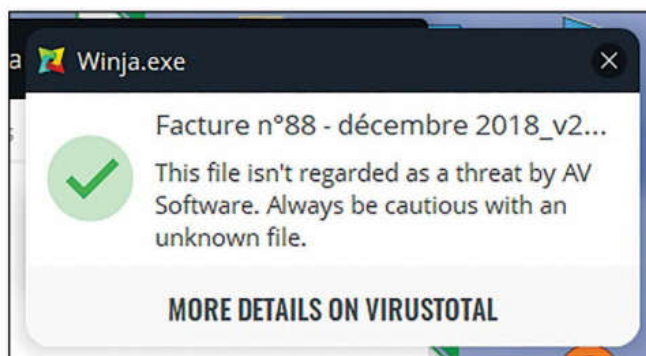 Winja.exe
Facture n°88 - décembre 2018_v2...
This file isn't regarded as a threat by AV
Software. Always be cautious with an
unknown file.
MORE DETAILS ON VIRUSTOTAL